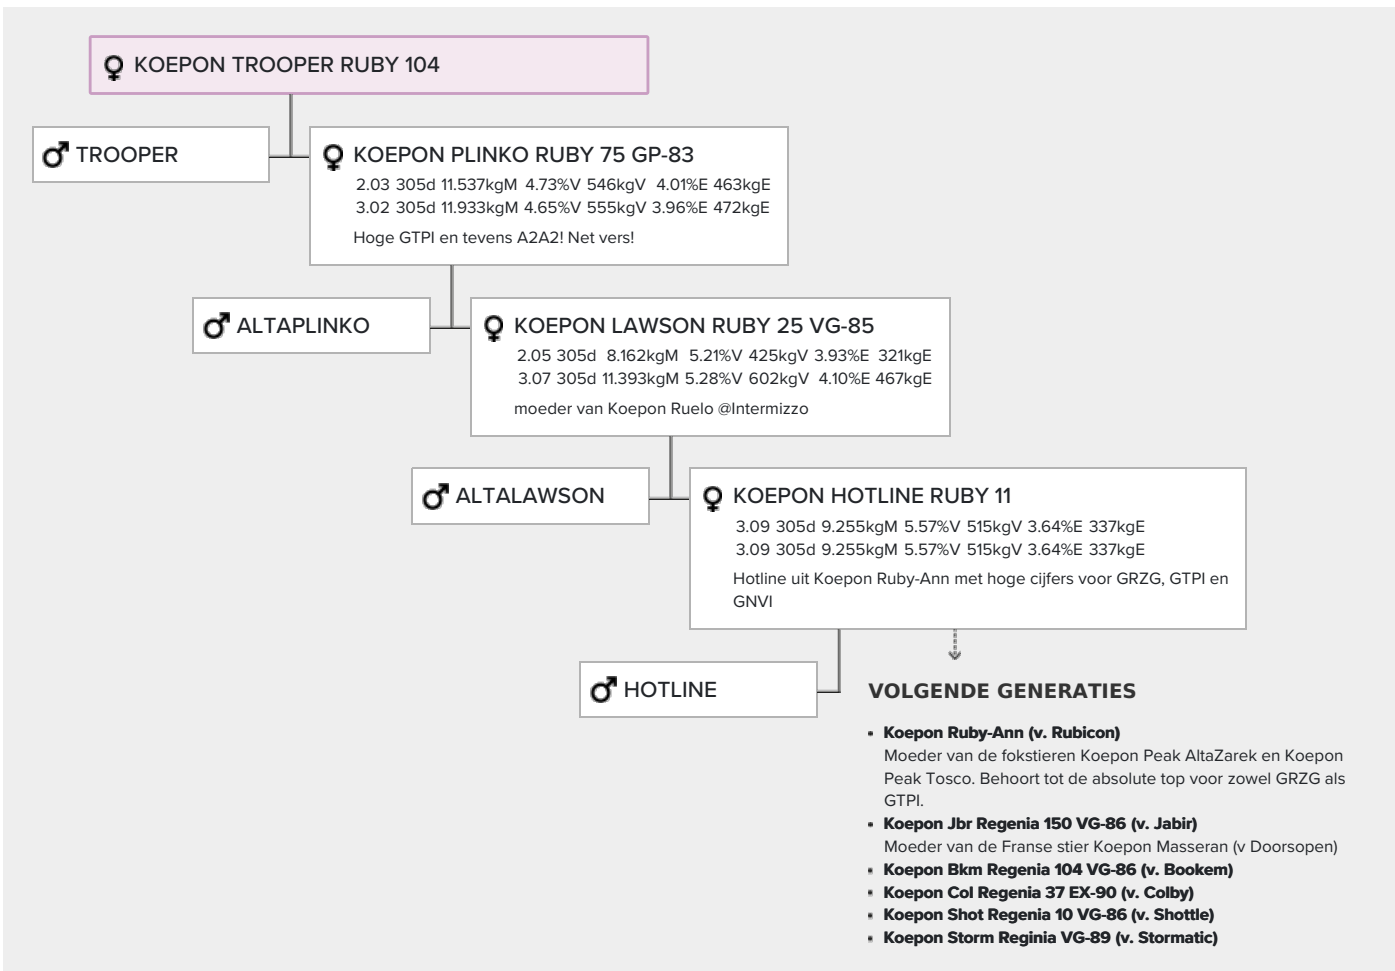 KOEPON TROOPER RUBY 104
TROOPER
KOEPON PLINKO RUBY 75 GP-83
2.03 305d 11.537kgM 4.73%V 546kgV 4.01%E 463kgE
3.02 305d 11.933kgM 4.65%V 555kgV 3.96%E 472kgE
Hoge GTPI en tevens A2A2! Net vers!
ALTAPLINKO
KOEPON LAWSON RUBY 25 VG-85
2.05 305d 8.162kgM 5.21%V 425kgV 3.93%E 321kgE
3.07 305d 11.393kgM 5.28%V 602kgV 4.10%E 467kgE
moeder van Koepon Ruelo @Intermizzo
ALTALAWSON
KOEPON HOTLINE RUBY 11
3.09 305d 9.255kgM 5.57%V 515kgV 3.64%E 337kgE
3.09 305d 9.255kgM 5.57%V 515kgV 3.64%E 337kgE
Hotline uit Koepon Ruby-Ann met hoge cijfers voor GRZG, GTPI en
GNVI
HOTLINE
VOLGENDE GENERATIES
Koepon Ruby-Ann (v. Rubicon)
Moeder van de fokstieren Koepon Peak AltaZarek en Koepon
Peak Tosco. Behoort tot de absolute top voor zowel GRZG als
GTPI.
Koepon Jbr Regenia 150 VG-86 (v. Jabir)
Moeder van de Franse stier Koepon Masseran (v Doorsopen)
Koepon Bkm Regenia 104 VG-86 (v. Bookem)
Koepon Col Regenia 37 EX-90 (v. Colby)
Koepon Shot Regenia 10 VG-86 (v. Shottle)
Koepon Storm Reginia VG-89 (v. Stormatic)